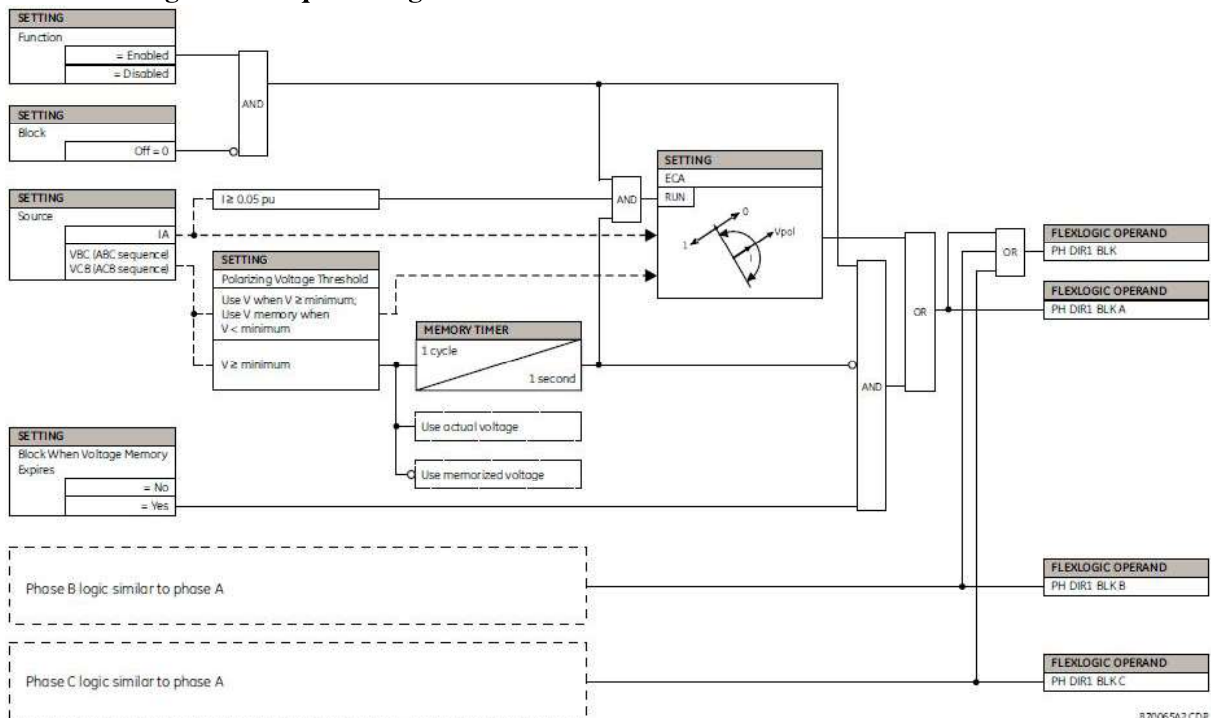 SETTING
Function
= Enabled
= Disabled
AND
SETTING
Block
Off = 0
SETTING
Source
IA
VBC (ABC sequence)
VCB (ACB sequence)
I ≥ 0.05 pu
AND
SETTING
ECA
RUN
0
1
Vpol
I
SETTING
Polarizing Voltage Threshold
Use V when V ≥ minimum;
Use V memory when
V < minimum
V ≥ minimum
MEMORY TIMER
1 cycle
1 second
Use actual voltage
Use memorized voltage
AND
OR
OR
FLEXLOGIC OPERAND
PH DIR1 BLK
FLEXLOGIC OPERAND
PH DIR1 BLK A
SETTING
Block When Voltage Memory
Expires
= No
= Yes
Phase B logic similar to phase A
FLEXLOGIC OPERAND
PH DIR1 BLK B
Phase C logic similar to phase A
FLEXLOGIC OPERAND
PH DIR1 BLK C